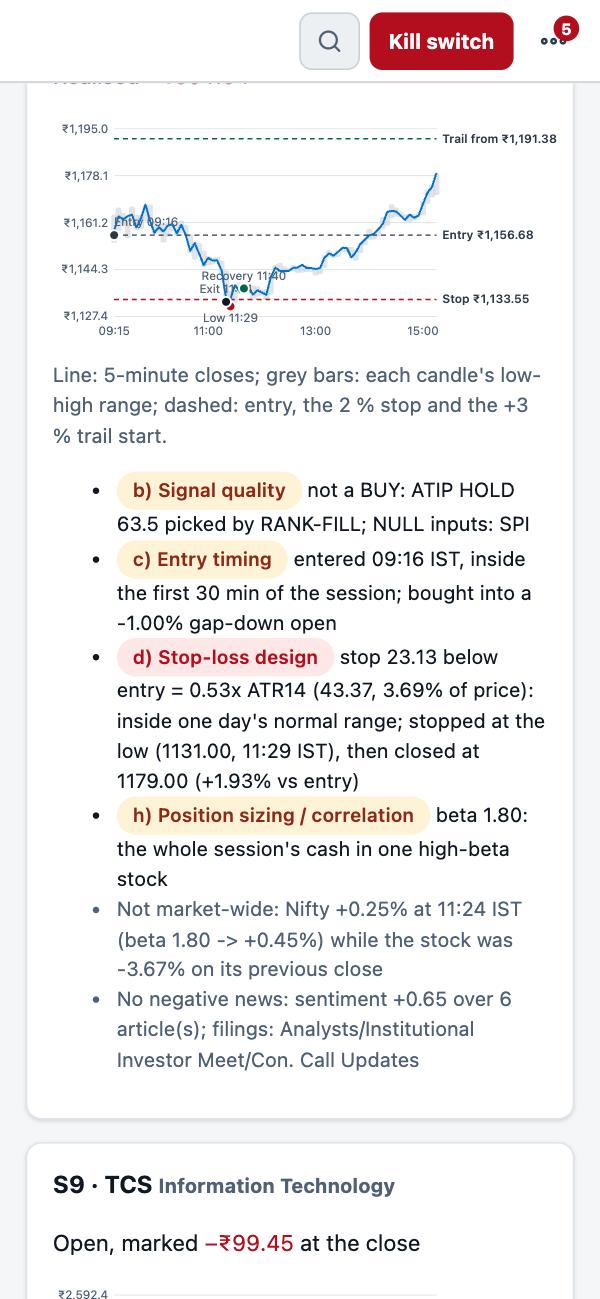 Kill switch
5
₹1,195.0
Trail from ₹1,191.38
₹1,178.1
₹1,161.2
Entry 09:16
Entry ₹1,156.68
₹1,144.3
Recovery 11:40
Exit
Stop ₹1,133.55
₹1,127.4
Low 11:29
09:15
11:00
13:00
15:00
Line: 5-minute closes; grey bars: each candle's low-
high range; dashed: entry, the 2 % stop and the +3
% trail start.
b) Signal quality not a BUY: ATIP HOLD
63.5 picked by RANK-FILL; NULL inputs: SPI
c) Entry timing entered 09:16 IST, inside
the first 30 min of the session; bought into a
-1.00% gap-down open
d) Stop-loss design stop 23.13 below
entry = 0.53x ATR14 (43.37, 3.69% of price):
inside one day's normal range; stopped at the
low (1131.00, 11:29 IST), then closed at
1179.00 (+1.93% vs entry)
h) Position sizing / correlation beta 1.80:
the whole session's cash in one high-beta
stock
Not market-wide: Nifty +0.25% at 11:24 IST
(beta 1.80 -> +0.45%) while the stock was
-3.67% on its previous close
No negative news: sentiment +0.65 over 6
article(s); filings: Analysts/Institutional
Investor Meet/Con. Call Updates
S9 · TCS Information Technology
Open, marked −₹99.45 at the close
₹2,592.4